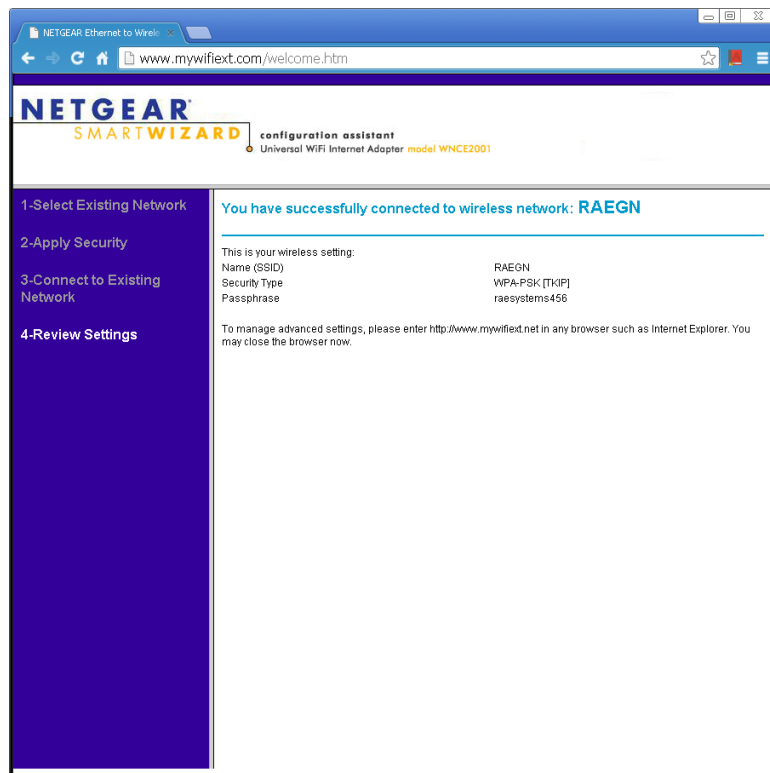 NETGEAR Ethernet to Wirele
www.mywifiext.com/welcome.htm
NETGEAR
SMARTWIZARD
configuration assistant
Universal WiFi Internet Adapter model WNCE2001
1-Select Existing Network
2-Apply Security
3-Connect to Existing
Network
4-Review Settings
You have successfully connected to wireless network: RAEGN
This is your wireless setting:
Name (SSID) RAEGN
Security Type WPA-PSK [TKIP]
Passphrase raesystems456
To manage advanced settings, please enter http://www.mywifiext.net in any browser such as Internet Explorer. You
may close the browser now.